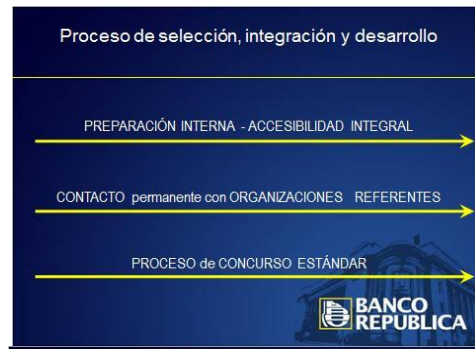 Proceso de selección, integración y desarrollo
PREPARACIÓN INTERNA - ACCESIBILIDAD INTEGRAL
CONTACTO permanente con ORGANIZACIONES REFERENTES
PROCESO de CONCURSO ESTÁNDAR
BANCO
REPUBLICA